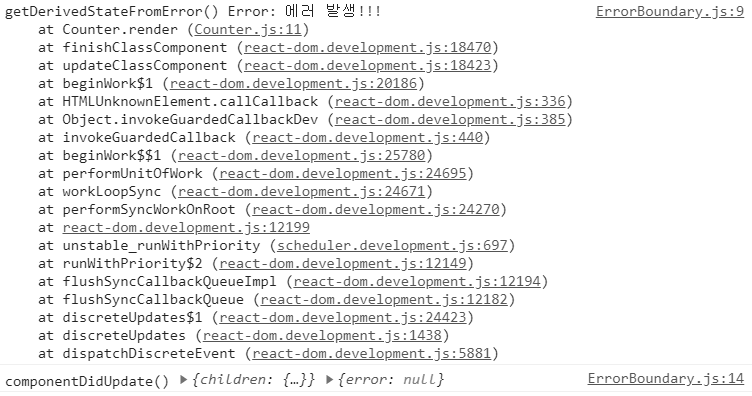 getDerivedStateFromError() Error: 에러 발생!!! ErrorBoundary.js:9
at Counter.render (Counter.js:11)
at finishClassComponent (react-dom.development.js:18470)
at updateClassComponent (react-dom.development.js:18423)
at beginWork$1 (react-dom.development.js:20186)
at HTMLUnknownElement.callCallback (react-dom.development.js:336)
at Object.invokeGuardedCallbackDev (react-dom.development.js:385)
at invokeGuardedCallback (react-dom.development.js:440)
at beginWork$$1 (react-dom.development.js:25780)
at performUnitOfWork (react-dom.development.js:24695)
at workLoopSync (react-dom.development.js:24671)
at performSyncWorkOnRoot (react-dom.development.js:24270)
at react-dom.development.js:12199
at unstable_runWithPriority (scheduler.development.js:697)
at runWithPriority$2 (react-dom.development.js:12149)
at flushSyncCallbackQueueImpl (react-dom.development.js:12194)
at flushSyncCallbackQueue (react-dom.development.js:12182)
at discreteUpdates$1 (react-dom.development.js:24423)
at discreteUpdates (react-dom.development.js:1438)
at dispatchDiscreteEvent (react-dom.development.js:5881)
componentDidUpdate() ▶{children: {…}} ▶{error: null} ErrorBoundary.js:14